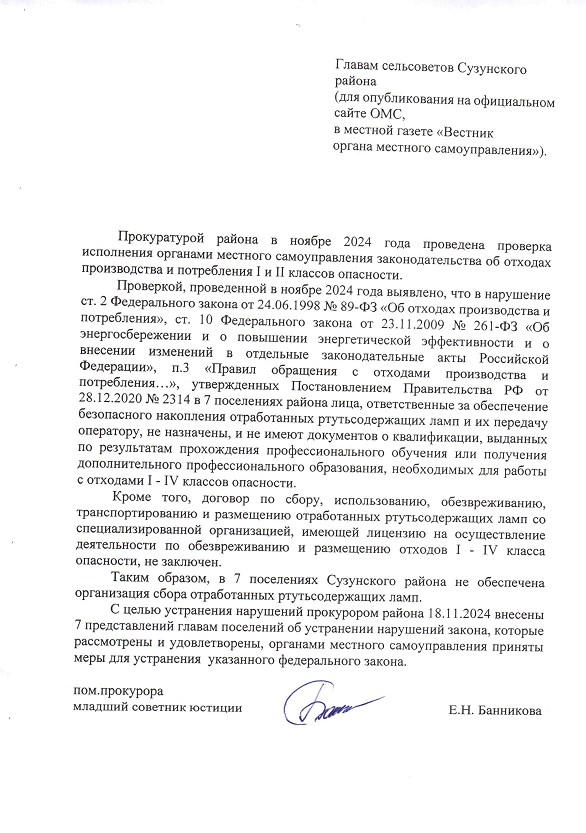 Главам сельсоветов Сузунского
района
(для опубликования на официальном
сайте ОМС,
в местной газете «Вестник
органа местного самоуправления»).
Прокуратурой района в ноябре 2024 года проведена проверка
исполнения органами местного самоуправления законодательства об отходах
производства и потребления I и II классов опасности.
Проверкой, проведенной в ноябре 2024 года выявлено, что в нарушение
ст. 2 Федерального закона от 24.06.1998 № 89-ФЗ «Об отходах производства и
потребления», ст. 10 Федерального закона от 23.11.2009 № 261-ФЗ «Об
энергосбережении и о повышении энергетической эффективности и о
внесении изменений в отдельные законодательные акты Российской
Федерации», п.3 «Правил обращения с отходами производства и
потребления…», утвержденных Постановлением Правительства РФ от
28.12.2020 № 2314 в 7 поселениях района лица, ответственные за обеспечение
безопасного накопления отработанных ртутьсодержащих ламп и их передачу
оператору, не назначены, и не имеют документов о квалификации, выданных
по результатам прохождения профессионального обучения или получения
дополнительного профессионального образования, необходимых для работы
с отходами I - IV классов опасности.
Кроме того, договор по сбору, использованию, обезвреживанию,
транспортированию и размещению отработанных ртутьсодержащих ламп со
специализированной организацией, имеющей лицензию на осуществление
деятельности по обезвреживанию и размещению отходов I - IV класса
опасности, не заключен.
Таким образом, в 7 поселениях Сузунского района не обеспечена
организация сбора отработанных ртутьсодержащих ламп.
С целью устранения нарушений прокурором района 18.11.2024 внесены
7 представлений главам поселений об устранении нарушений закона, которые
рассмотрены и удовлетворены, органами местного самоуправления приняты
меры для устранения указанного федерального закона.
пом.прокурора
младший советник юстиции Е.Н. Банникова